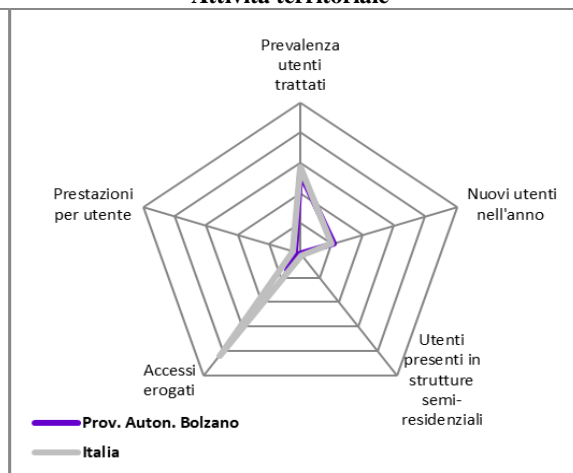 Attività territoriale
Prevalenza
utenti
trattati
Prestazioni
per utente
Nuovi utenti
nell'anno
Accessi
erogati
Utenti
presenti in
strutture
semi-
residenziali
Prov. Auton. Bolzano
Italia